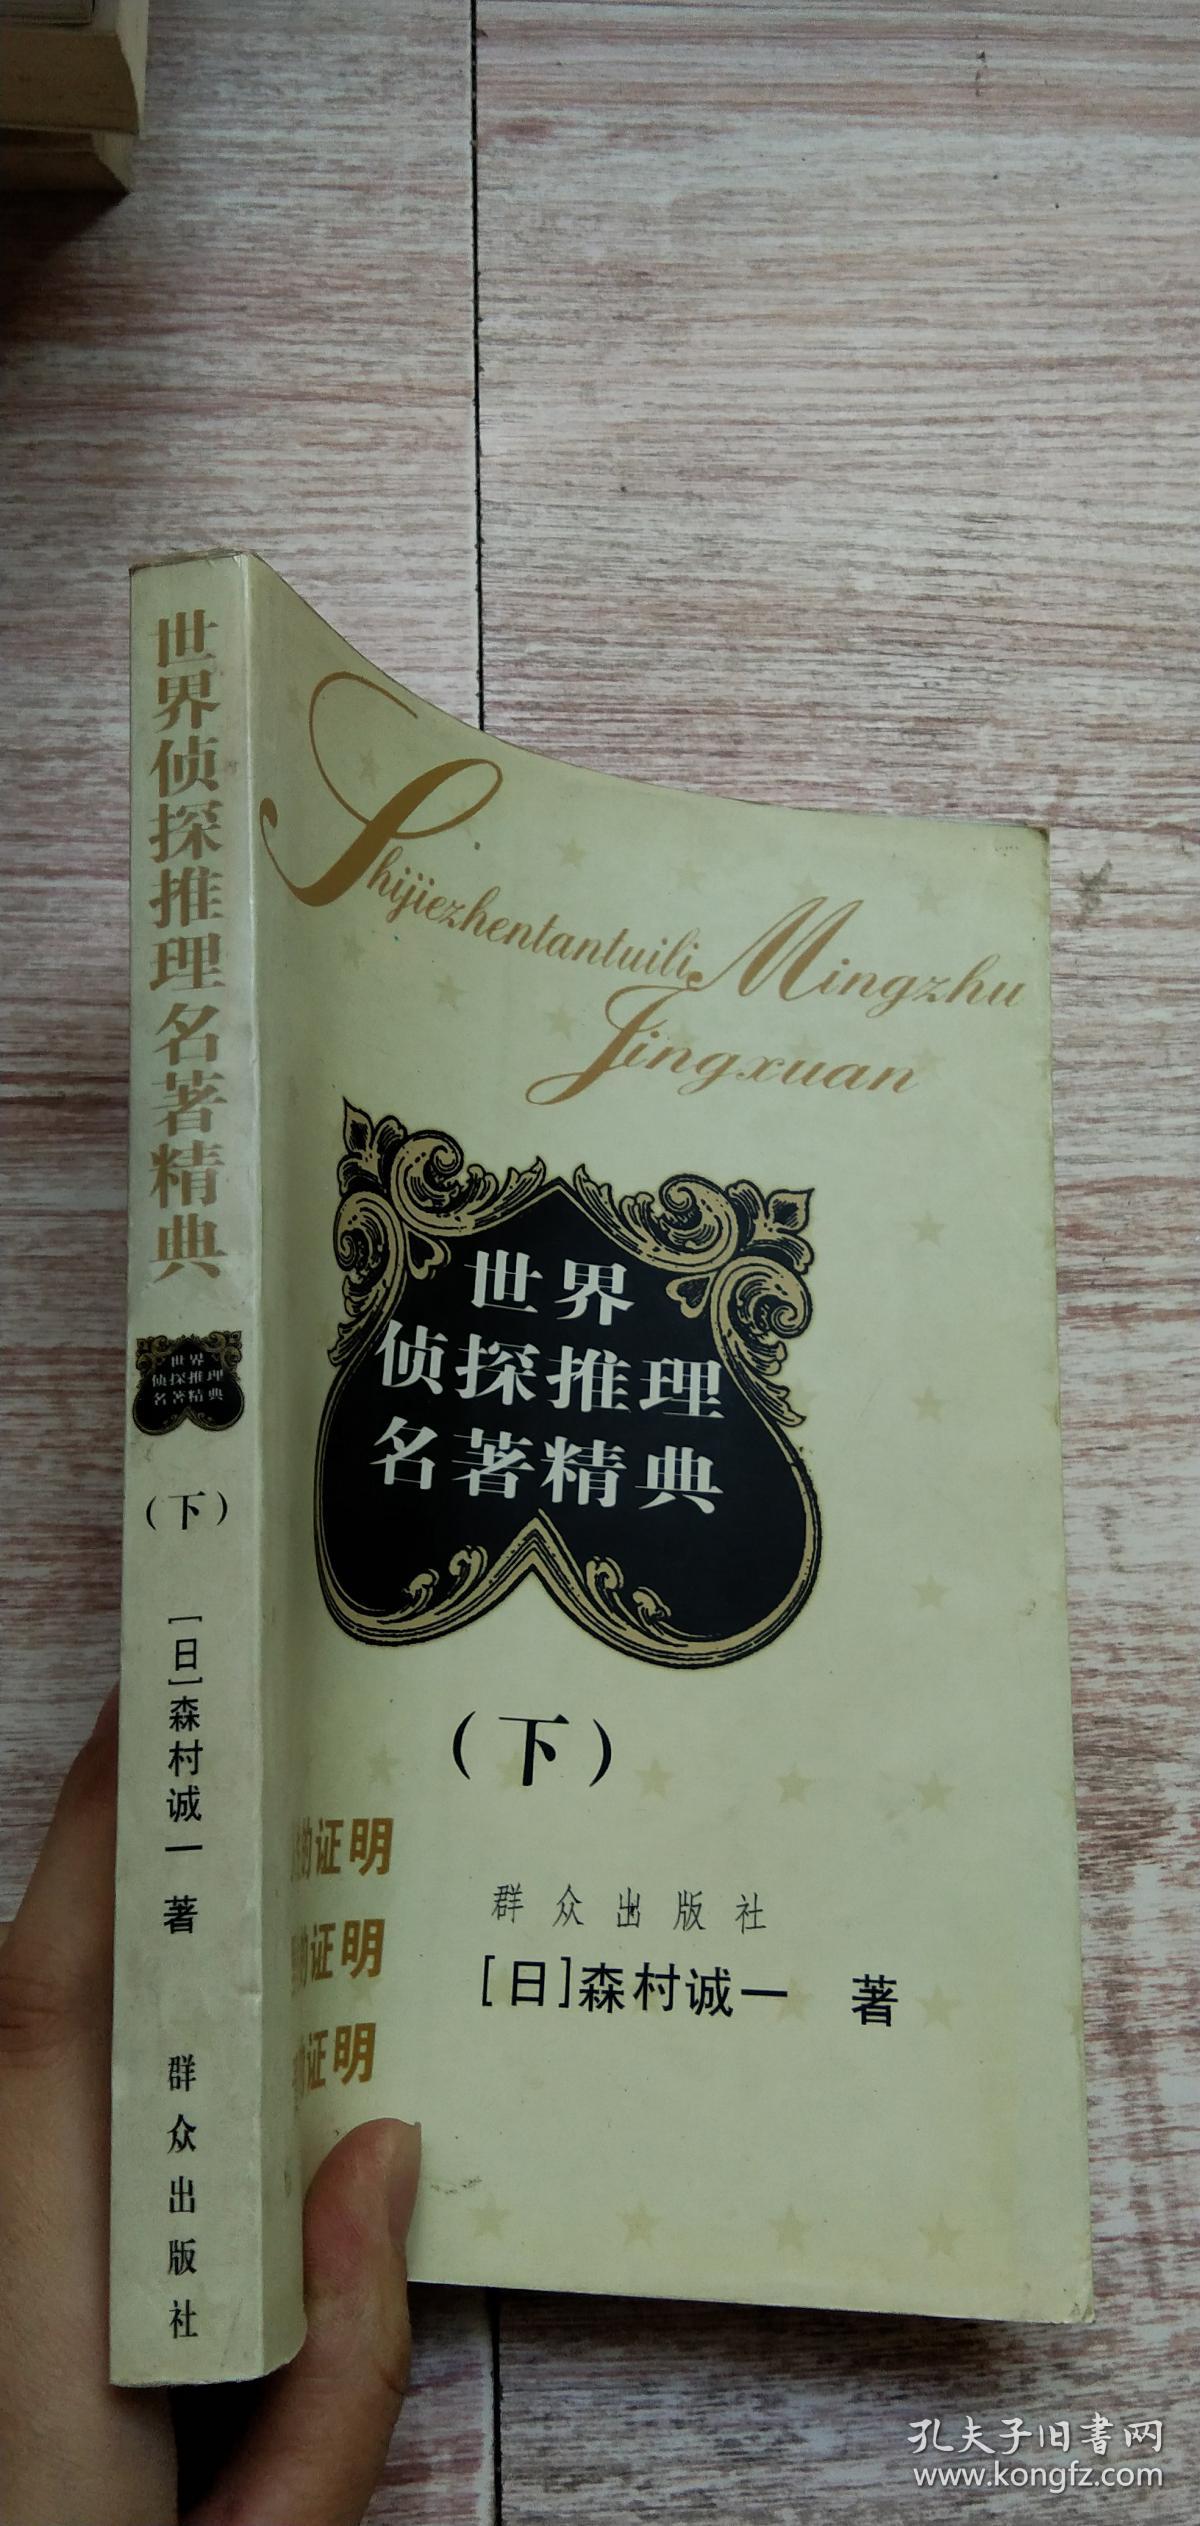 世界侦探推理名著精典
世界
侦探推理
名著精典
（下）
［日］森村诚一 著
群众出版社
Shijiezhentantuili Mingzhu
Jingxuan
世界
侦探推理
名著精典
（下）
的证明
的证明
证明
群众出版社
［日］森村诚一 著
孔夫子旧书网
www.kongfz.com